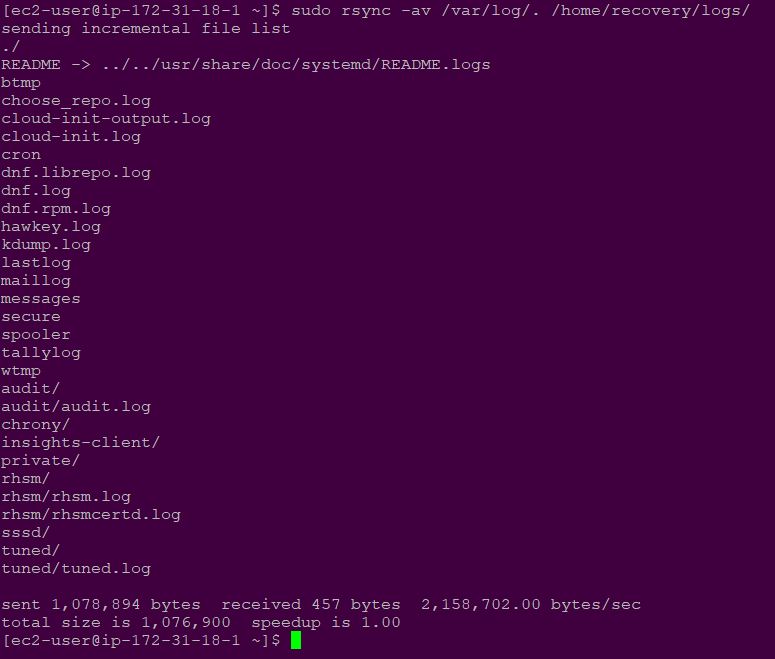 [ec2-user@ip-172-31-18-1 ~]$ sudo rsync -av /var/log/. /home/recovery/logs/
sending incremental file list
./
README -> ../../usr/share/doc/systemd/README.logs
btmp
choose_repo.log
cloud-init-output.log
cloud-init.log
cron
dnf.librepo.log
dnf.log
dnf.rpm.log
hawkey.log
kdump.log
lastlog
maillog
messages
secure
spooler
tallylog
wtmp
audit/
audit/audit.log
chrony/
insights-client/
private/
rhsm/
rhsm/rhsm.log
rhsm/rhsmcertd.log
sssd/
tuned/
tuned/tuned.log

sent 1,078,894 bytes  received 457 bytes  2,158,702.00 bytes/sec
total size is 1,076,900  speedup is 1.00
[ec2-user@ip-172-31-18-1 ~]$